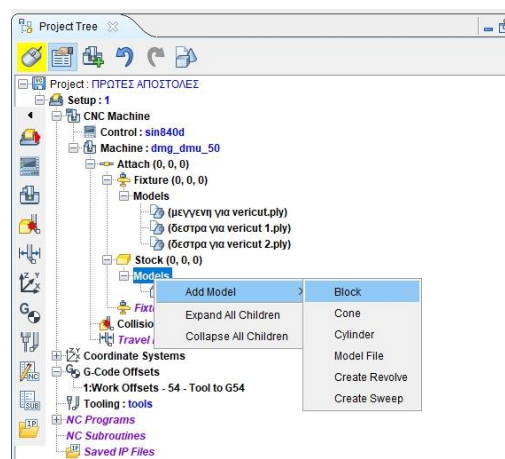 Project Tree
Project : ΠΡΩΤΕΣ ΑΠΟΣΤΟΛΕΣ
Setup : 1
CNC Machine
Control : sin840d
Machine : dmg_dmu_50
Attach (0, 0, 0)
Fixture (0, 0, 0)
Models
(μεγγενη για vericut.ply)
(δεστρα για vericut 1.ply)
(δεστρα για vericut 2.ply)
Stock (0, 0, 0)
Models
Add Model
Block
Expand All Children
Cone
Collapse All Children
Cylinder
Model File
Create Revolve
Create Sweep
Collision
Travel
Coordinate Systems
G-Code Offsets
1:Work Offsets - 54 - Tool to G54
Tooling : tools
NC Programs
NC Subroutines
Saved IP Files